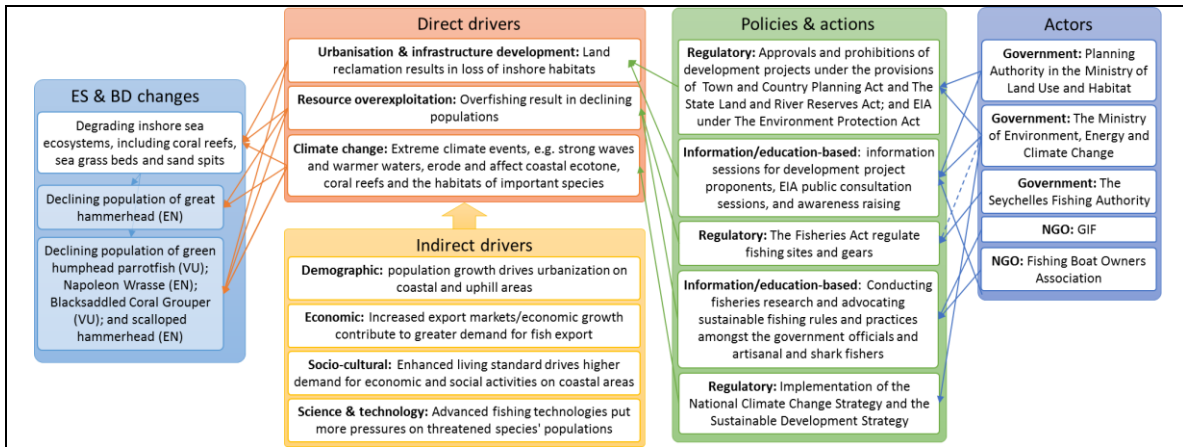 ES & BD changes
Degrading inshore sea
ecosystems, including coral reefs,
sea grass beds and sand spits
Declining population of great
hammerhead (EN)
Declining population of green
humphead parrotfish (VU);
Napoleon Wrasse (EN);
Blacksaddled Coral Grouper
(VU); and scalloped
hammerhead (EN)
Direct drivers
Urbanisation & infrastructure development: Land
reclamation results in loss of inshore habitats
Resource overexploitation: Overfishing result in declining
populations
Climate change: Extreme climate events, e.g. strong waves
and warmer waters, erode and affect coastal ecotone,
coral reefs and the habitats of important species
Indirect drivers
Demographic: population growth drives urbanization on
coastal and uphill areas
Economic: Increased export markets/economic growth
contribute to greater demand for fish export
Socio-cultural: Enhanced living standard drives higher
demand for economic and social activities on coastal areas
Science & technology: Advanced fishing technologies put
more pressures on threatened species' populations
Policies & actions
Regulatory: Approvals and prohibitions of
development projects under the provisions
of Town and Country Planning Act and The
State Land and River Reserves Act; and EIA
under The Environment Protection Act
Information/education-based: information
sessions for development project
proponents, EIA public consultation
sessions, and awareness raising
Regulatory: The Fisheries Act regulate
fishing sites and gears
Information/education-based: Conducting
fisheries research and advocating
sustainable fishing rules and practices
amongst the government officials and
artisanal and shark fishers
Regulatory: Implementation of the
National Climate Change Strategy and the
Sustainable Development Strategy
Actors
Government: Planning
Authority in the Ministry of
Land Use and Habitat
Government: The Ministry
of Environment, Energy and
Climate Change
Government: The
Seychelles Fishing Authority
NGO: GIF
NGO: Fishing Boat Owners
Association